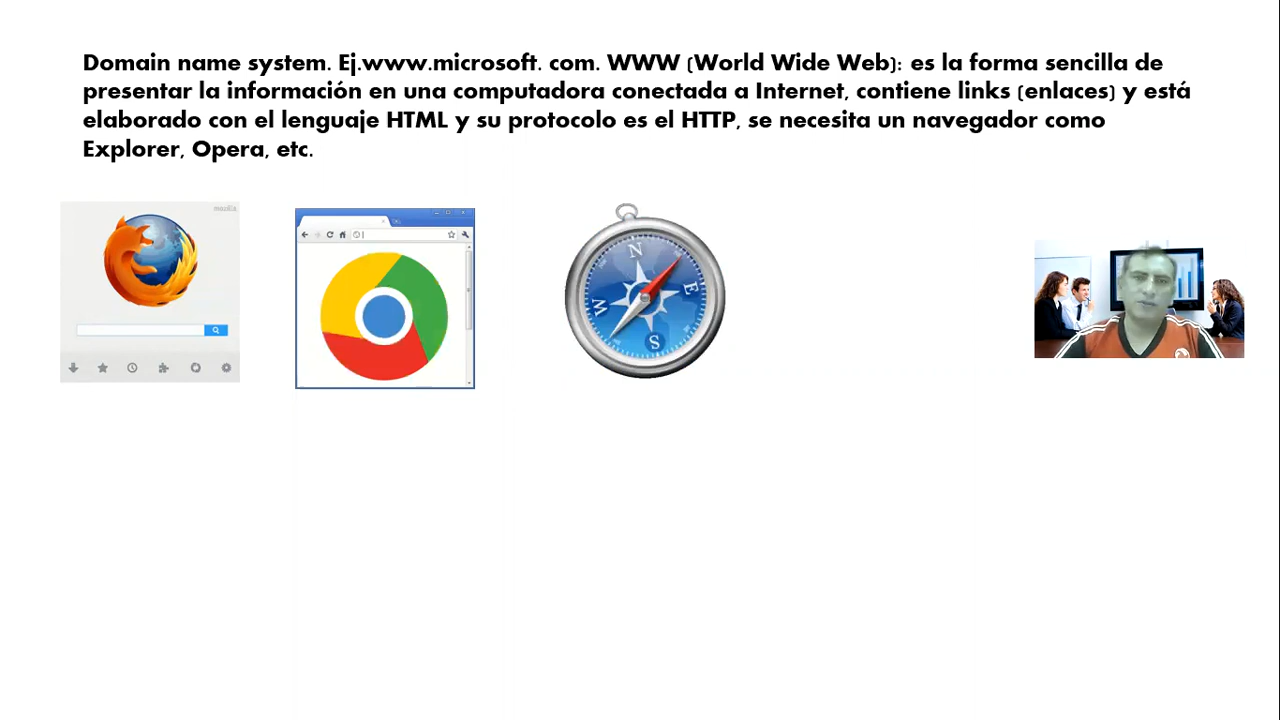 Domain name system. Ej.www.microsoft. com. WWW (World Wide Web): es la forma sencilla de
presentar la información en una computadora conectada a Internet, contiene links (enlaces) y está
elaborado con el lenguaje HTML y su protocolo es el HTTP, se necesita un navegador como
Explorer, Opera, etc.
mozilla
N
E
W
S